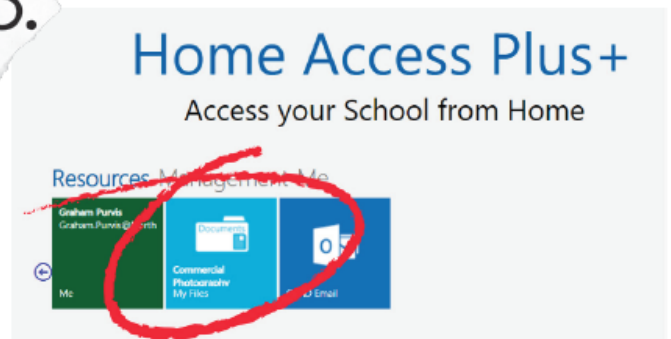 Home Access Plus+
Access your School from Home
Resources Management Me
Graham Purvis
Documents
Commercial
Photography
Me
My Files
Email